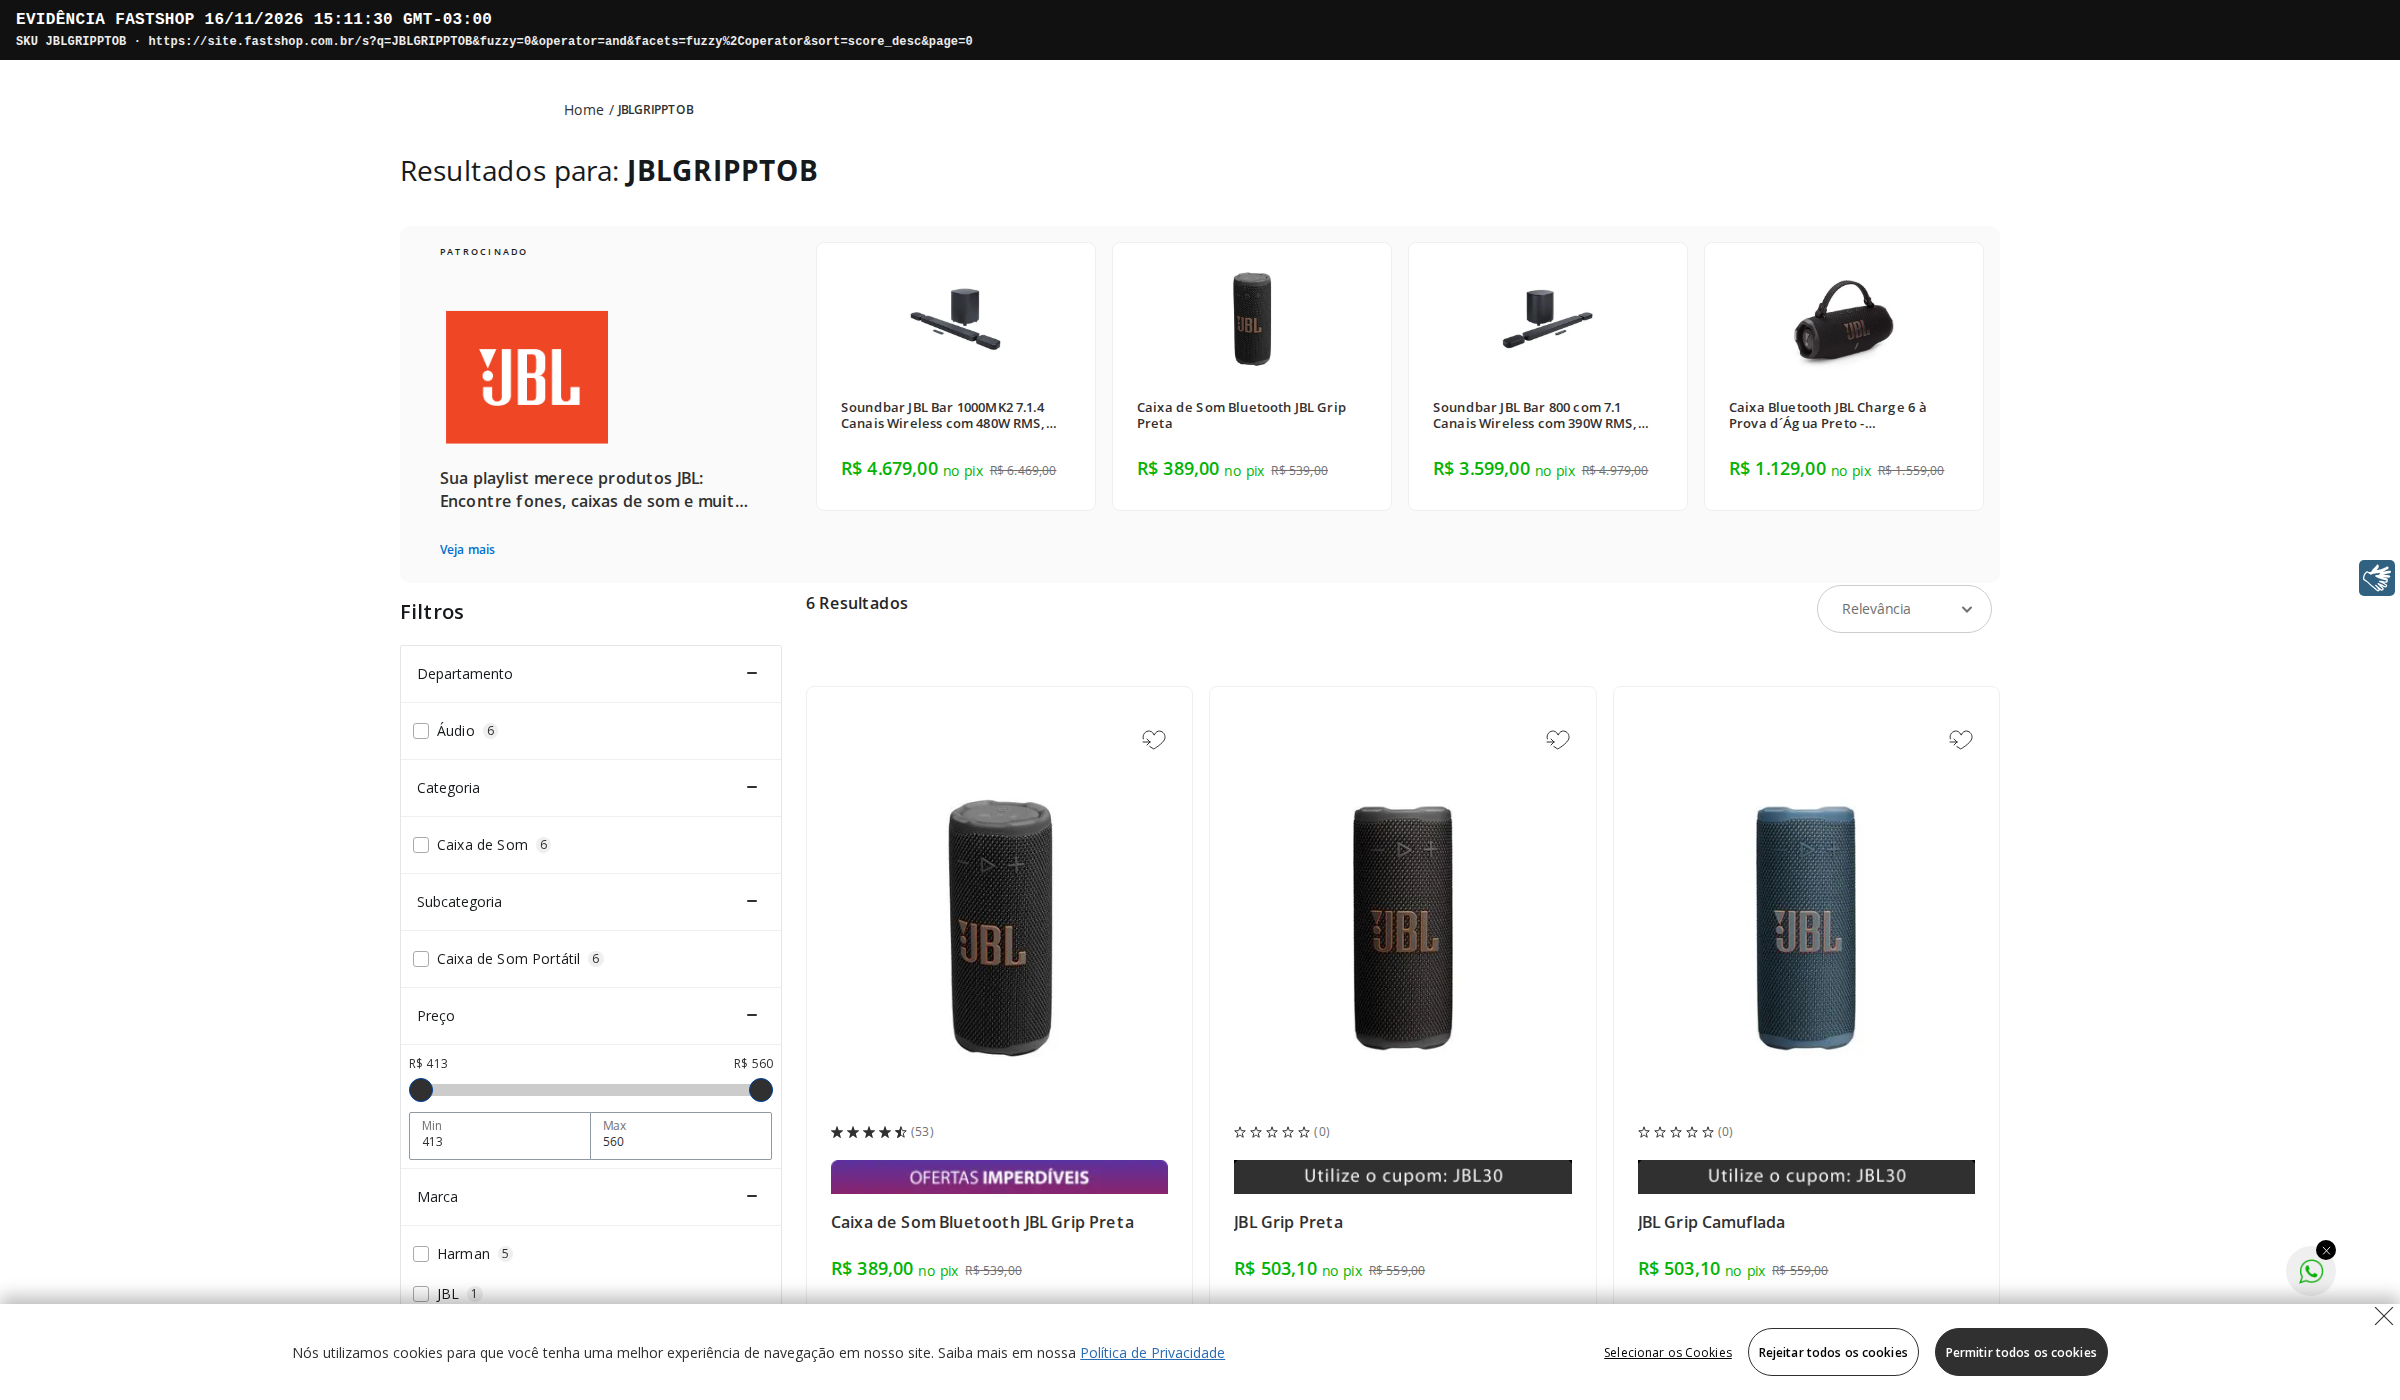 EVIDÊNCIA FASTSHOP 16/11/2026 15:11:30 GMT-03:00
SKU JBLGRIPPTOB · https://site.fastshop.com.br/s?q=JBLGRIPPTOB&fuzzy=0&operator=and&facets=fuzzy%2Coperator&sort=score_desc&page=0
Home / JBLGRIPPTOB
Resultados para: JBLGRIPPTOB
PATROCINADO
JBL
Sua playlist merece produtos JBL:
Encontre fones, caixas de som e muit...
Veja mais
Soundbar JBL Bar 1000MK2 7.1.4
Canais Wireless com 480W RMS,...
R$ 4.679,00 no pix R$ 6.469,00
JBL
Caixa de Som Bluetooth JBL Grip
Preta
R$ 389,00 no pix R$ 539,00
Soundbar JBL Bar 800 com 7.1
Canais Wireless com 390W RMS,...
R$ 3.599,00 no pix R$ 4.979,00
JBL
Caixa Bluetooth JBL Charge 6 à
Prova d´Água Preto -...
R$ 1.129,00 no pix R$ 1.559,00
Filtros
6 Resultados
Relevância
Departamento
Áudio 6
Categoria
Caixa de Som 6
Subcategoria
Caixa de Som Portátil 6
Preço
R$ 413 R$ 560
Min
413
Max
560
Marca
Harman 5
JBL 1
JBL
(53)
OFERTAS IMPERDÍVEIS
Caixa de Som Bluetooth JBL Grip Preta
R$ 389,00 no pix R$ 539,00
JBL
(0)
Utilize o cupom: JBL30
JBL Grip Preta
R$ 503,10 no pix R$ 559,00
JBL
(0)
Utilize o cupom: JBL30
JBL Grip Camuflada
R$ 503,10 no pix R$ 559,00
Nós utilizamos cookies para que você tenha uma melhor experiência de navegação em nosso site. Saiba mais em nossa Política de Privacidade
Selecionar os Cookies
Rejeitar todos os cookies
Permitir todos os cookies